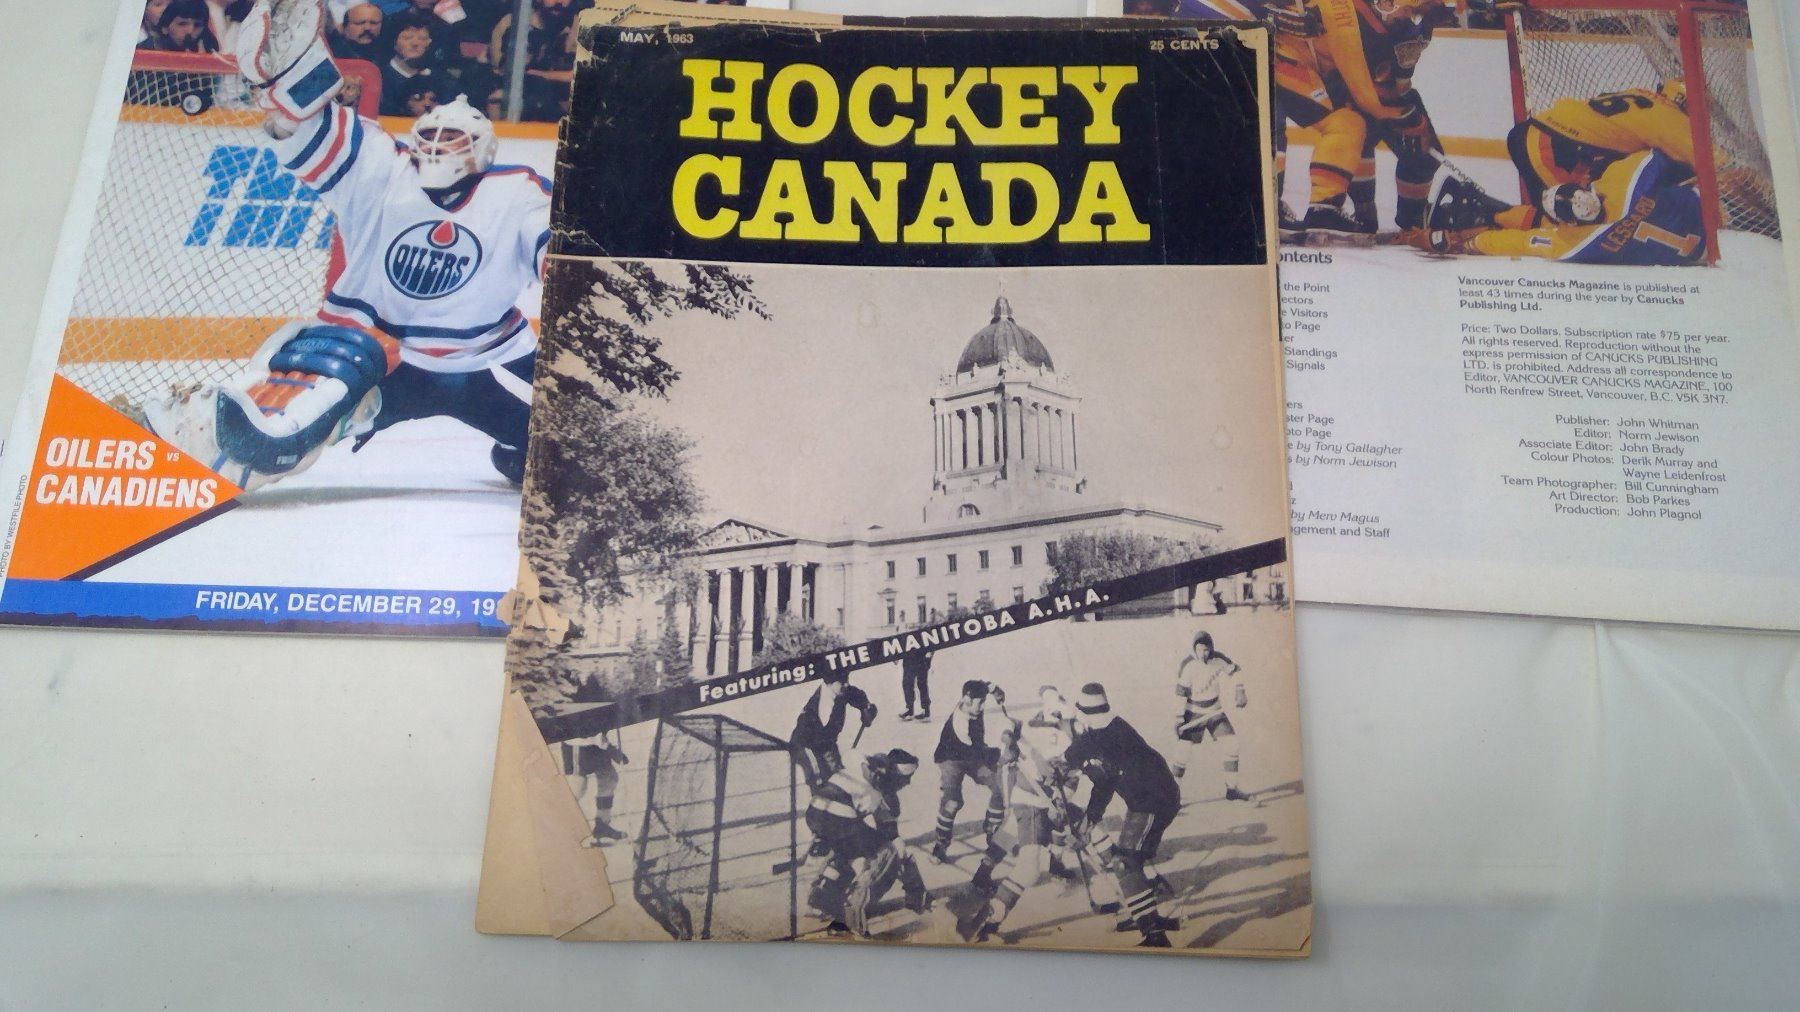 OILERS
OILERS VS
CANADIENS
PHOTO BY WESTFILE PHOTO
FRIDAY, DECEMBER 29, 19
MAY, 1963
25 CENTS
HOCKEY
CANADA
Featuring: THE MANITOBA A.H.A.
LESSARD
1
ontents
the Point
ectors
e Visitors
to Page
er
Standings
Signals
ers
ster Page
oto Page
e by Tony Gallagher
s by Norm Jewison
by Merv Magus
gement and Staff
Vancouver Canucks Magazine is published at
least 43 times during the year by Canucks
Publishing Ltd.
Price: Two Dollars. Subscription rate $75 per year.
All rights reserved. Reproduction without the
express permission of CANUCKS PUBLISHING
LTD. is prohibited. Address all correspondence to
Editor, VANCOUVER CANUCKS MAGAZINE, 100
North Renfrew Street, Vancouver, B.C. V5K 3N7.
Publisher: John Whitman
Editor: Norm Jewison
Associate Editor: John Brady
Colour Photos: Derik Murray and
Wayne Leidenfrost
Team Photographer: Bill Cunningham
Art Director: Bob Parkes
Production: John Plagnol